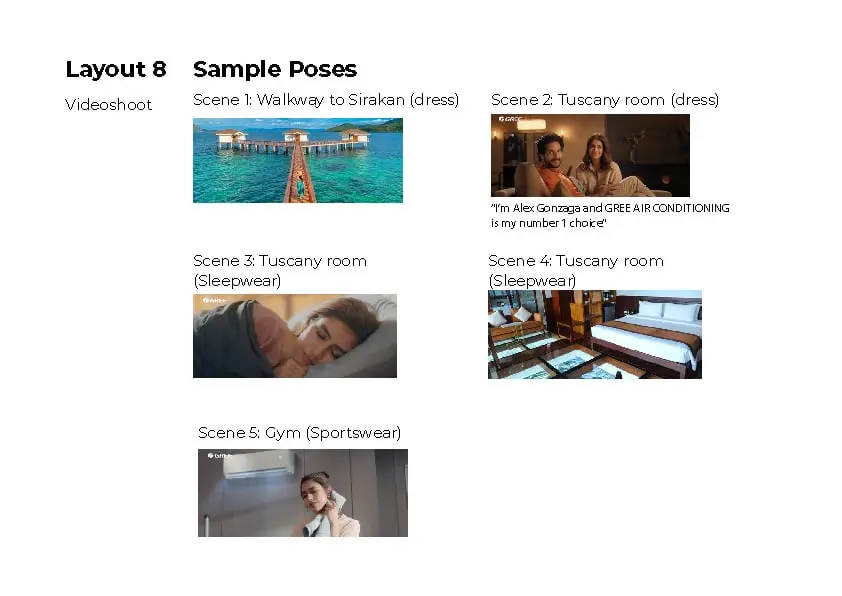 Layout 8
Sample Poses
Videoshoot
Scene 1: Walkway to Sirakan (dress)
Scene 2: Tuscany room (dress)
GREE
"I'm Alex Gonzaga and GREE AIR CONDITIONING
is my number 1 choice"
Scene 3: Tuscany room
(Sleepwear)
GREE
Scene 4: Tuscany room
(Sleepwear)
Scene 5: Gym (Sportswear)
GREE